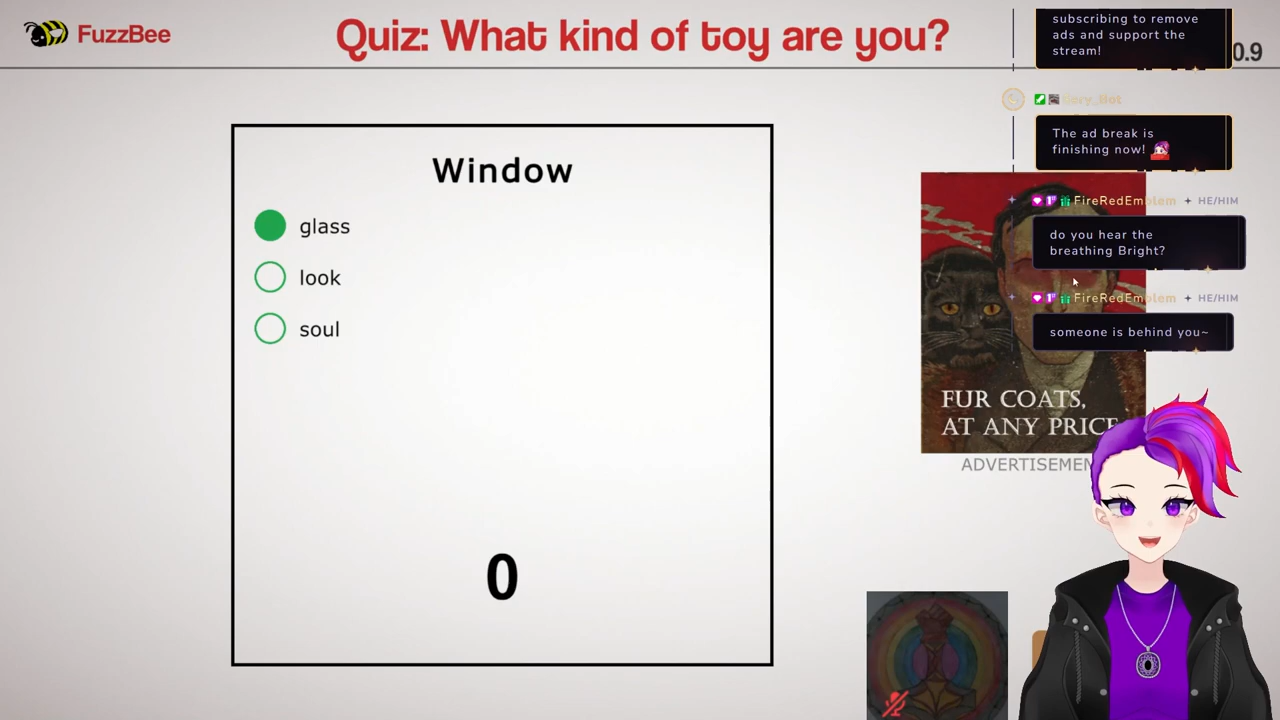 FuzzBee
Quiz: What kind of toy are you?
0.9
Window
glass
look
soul
0
subscribing to remove
ads and support the
stream!
The ad break is
finishing now!
FireRedEmblem HE/HIM
do you hear the
breathing Bright?
FireRedEmblem HE/HIM
someone is behind you~
FUR COATS,
AT ANY PRICE
ADVERTISEMEN